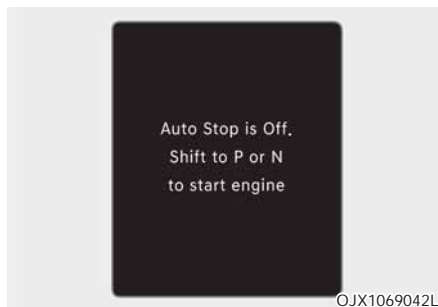 Auto Stop is Off.
Shift to P or N
to start engine
OJX1069042L